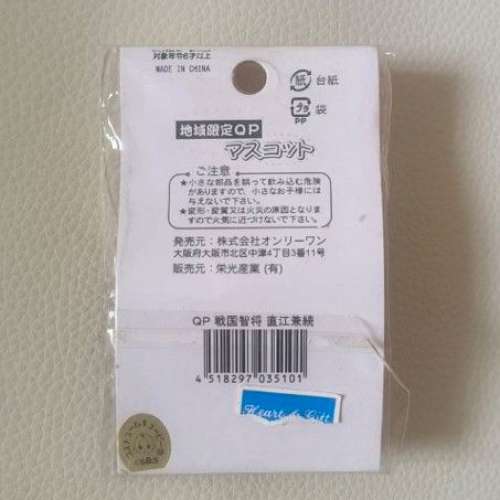 対象年令6才以上
MADE IN CHINA
紙 台紙
プラ 袋
PP
地域限定QP
マスコット
ご注意
★小さな部品を誤って飲み込む危険
がありますので、小さなお子様には
与えないで下さい。
★変形・変質又は火災の原因となりま
すので火気に近づけないで下さい。
発売元：株式会社オンリーワン
大阪府大阪市北区中津4丁目3番11号
販売元：栄光産業(有)
QP 戦国智将 直江兼続
4 518297 035101
Heart Gift